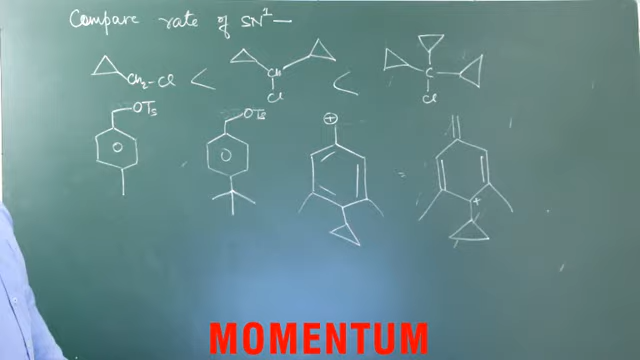 Compare rate of SN¹ —
CH₂-Cl < CH Cl < C Cl
OTs OTs ⊕
+
MOMENTUM